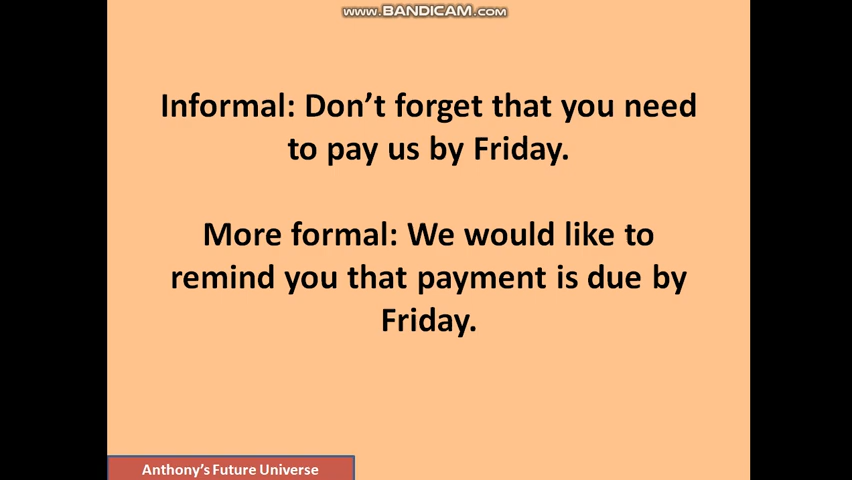 www.BANDICAM.com
Informal: Don’t forget that you need
to pay us by Friday.
More formal: We would like to
remind you that payment is due by
Friday.
Anthony’s Future Universe